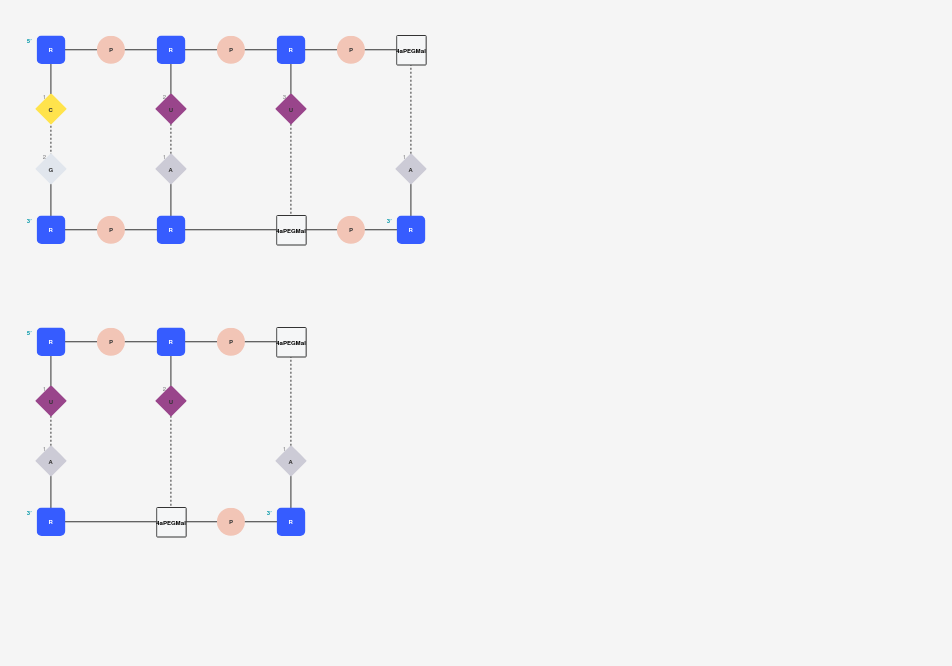 5' R P R P R P 4aPEGMal
1 C 2 U 3 U
2 G 1 A 1 A
3' R P R 4aPEGMal P 3' R
5' R P R P 4aPEGMal
1 U 2 U
1 A 1 A
3' R 4aPEGMal P 3' R